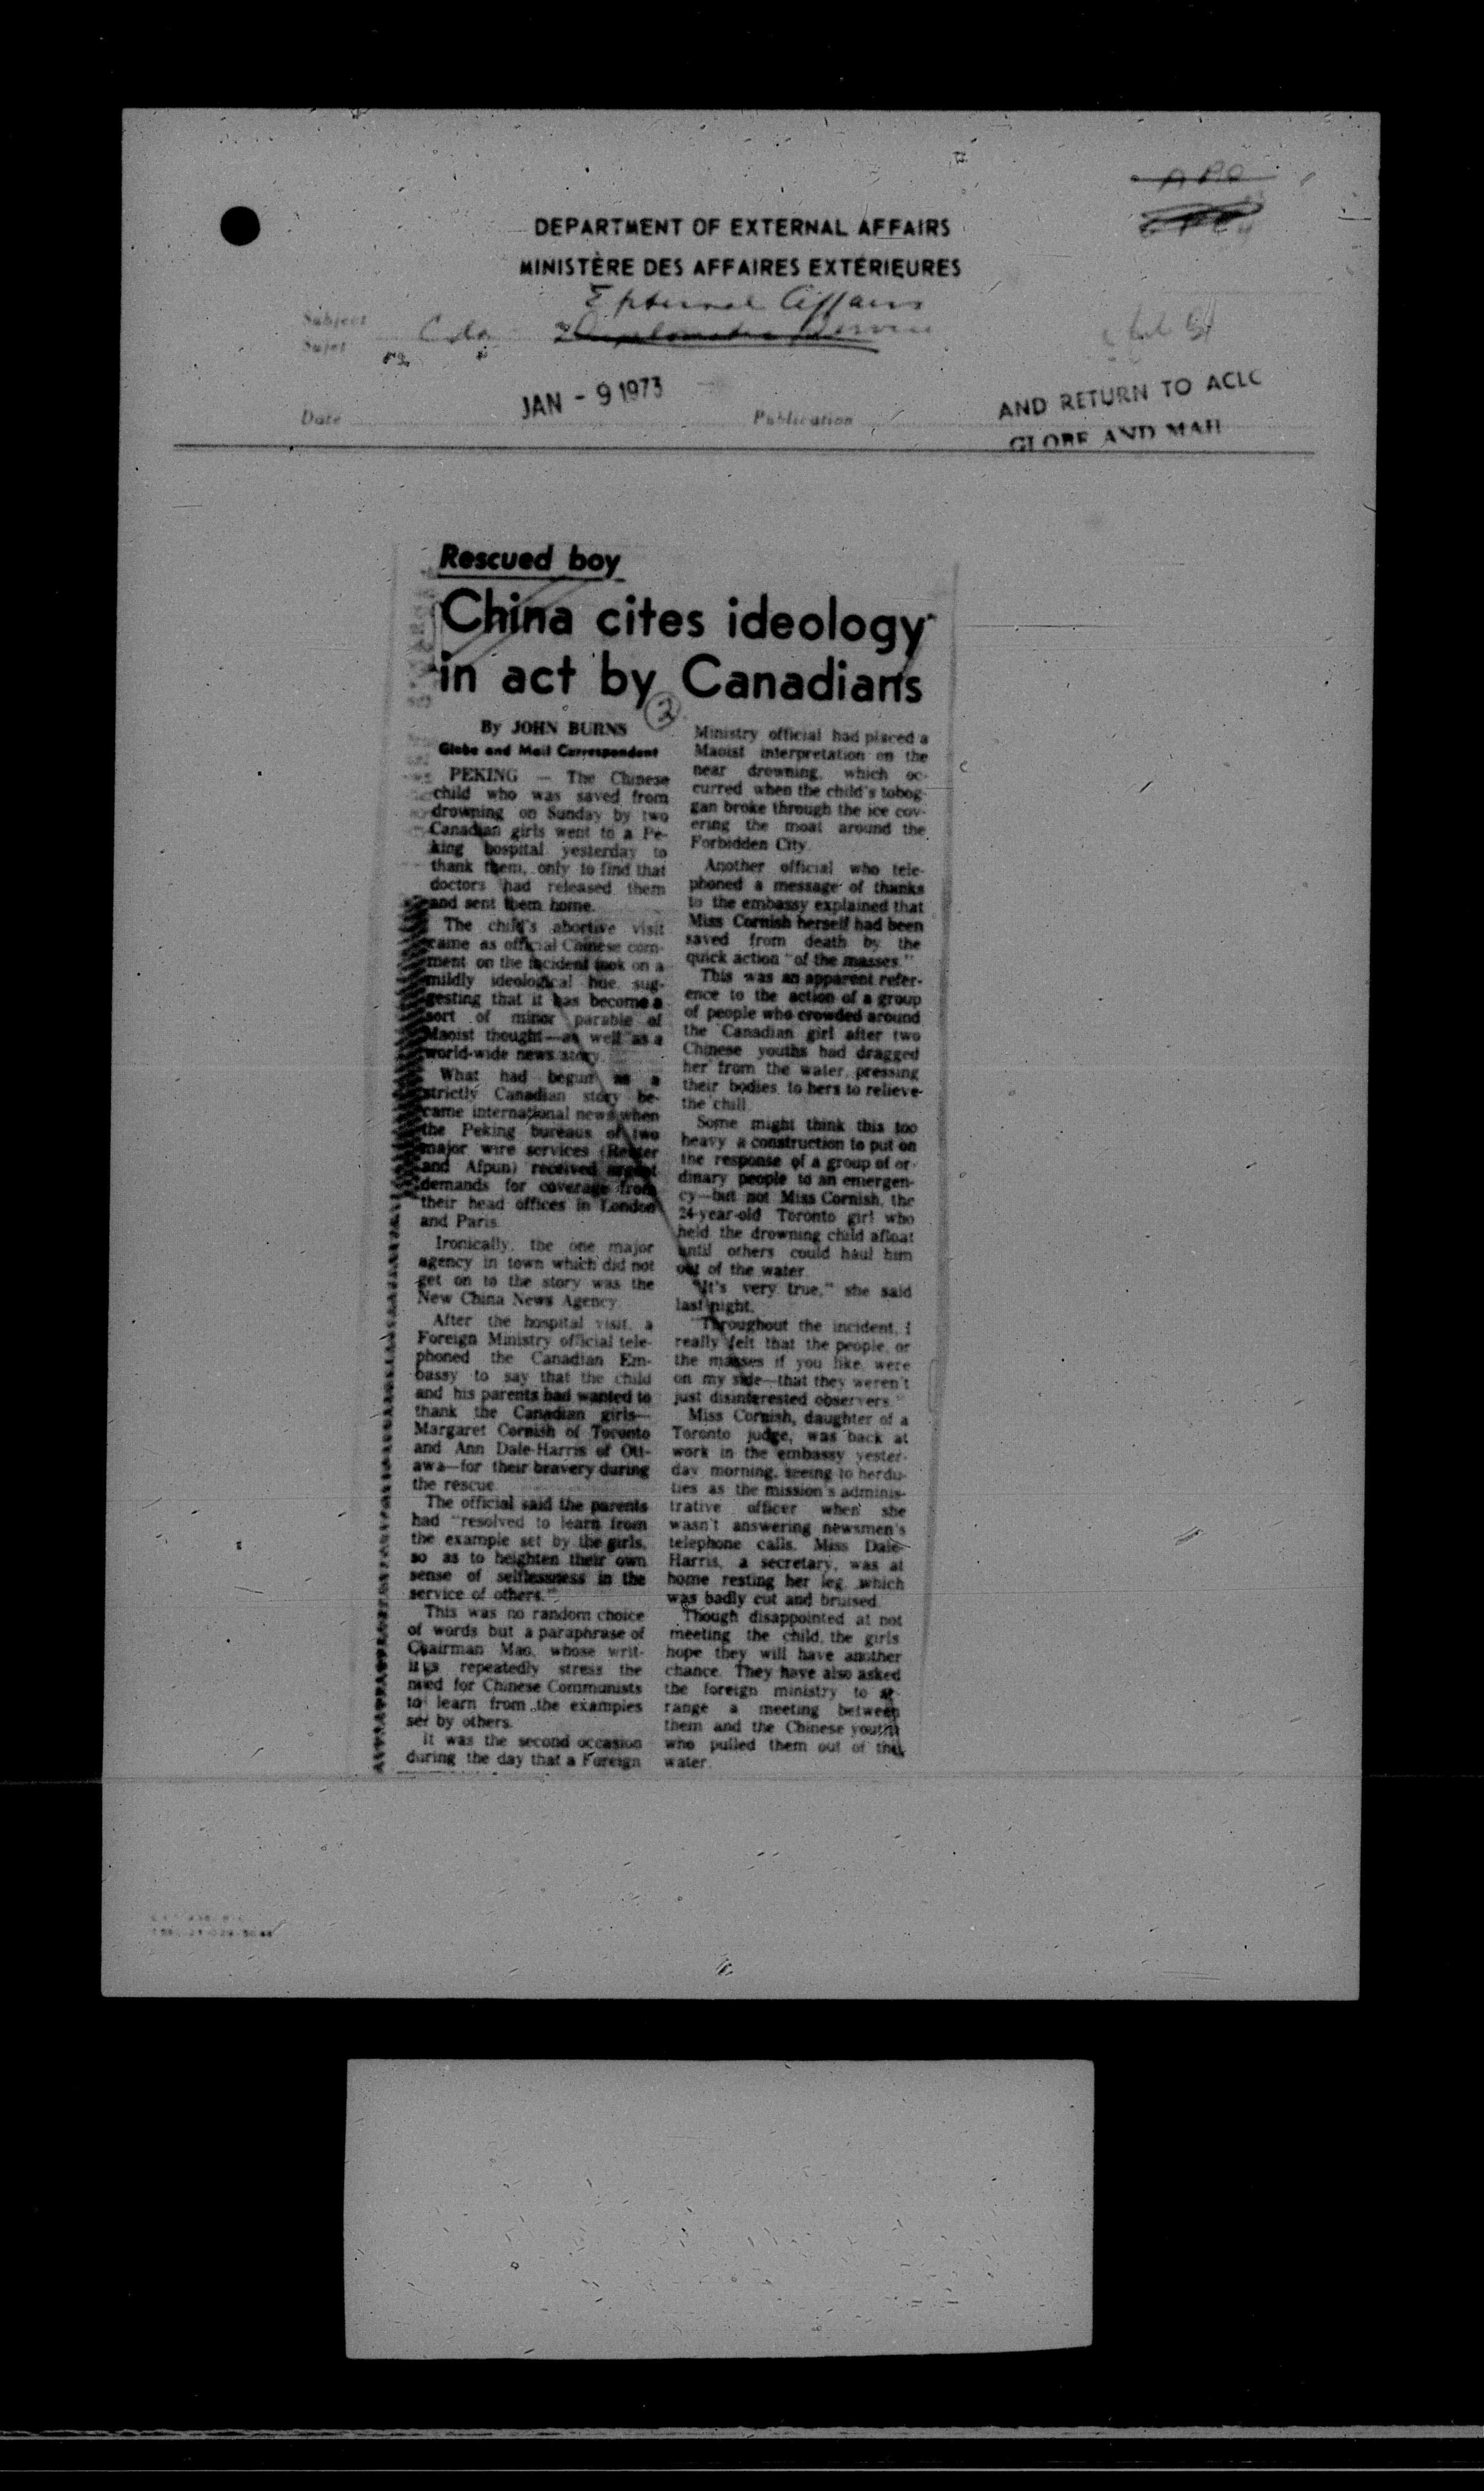 DEPARTMENT OF EXTERNAL AFFAIRS
MINISTÈRE DES AFFAIRES EXTÉRIEURES
External Affairs
Subject
Sujet
Cda
JAN - 9 1973
Date
Publication
AND RETURN TO ACLC
GLOBE AND MAIL
Rescued boy
China cites ideology
in act by Canadians
2
By JOHN BURNS
Globe and Mail Correspondent
PEKING — The Chinese
child who was saved from
drowning on Sunday by two
Canadian girls went to a Pe-
king hospital yesterday to
thank them, only to find that
doctors had released them
and sent them home.
The child's abortive visit
came as official Chinese com-
ment on the incident took on a
mildly ideological hue, sug-
gesting that it has become a
sort of minor parable of
Maoist thought—as well as a
world-wide news story.
What had begun as a
strictly Canadian story be-
came international news when
the Peking bureaus of two
major wire services (Reuter
and Afpun) received urgent
demands for coverage from
their head offices in London
and Paris.
Ironically, the one major
agency in town which did not
get on to the story was the
New China News Agency.
After the hospital visit, a
Foreign Ministry official tele-
phoned the Canadian Em-
bassy to say that the child
and his parents had wanted to
thank the Canadian girls—
Margaret Cornish of Toronto
and Ann Dale-Harris of Ott-
awa—for their bravery during
the rescue.
The official said the parents
had "resolved to learn from
the example set by the girls,
so as to heighten their own
sense of selflessness in the
service of others."
This was no random choice
of words but a paraphrase of
Chairman Mao, whose writ-
ings repeatedly stress the
need for Chinese Communists
to learn from the examples
set by others.
It was the second occasion
during the day that a Foreign
Ministry official had placed a
Maoist interpretation on the
near drowning, which oc-
curred when the child's tobog-
gan broke through the ice cov-
ering the moat around the
Forbidden City.
Another official who tele-
phoned a message of thanks
to the embassy explained that
Miss Cornish herself had been
saved from death by the
quick action "of the masses."
This was an apparent refer-
ence to the action of a group
of people who crowded around
the Canadian girl after two
Chinese youths had dragged
her from the water, pressing
their bodies to hers to relieve
the chill.
Some might think this too
heavy a construction to put on
the response of a group of or-
dinary people to an emergen-
cy—but not Miss Cornish, the
24-year-old Toronto girl who
held the drowning child afloat
until others could haul him
out of the water.
"It's very true," she said
last night.
"Throughout the incident, I
really felt that the people, or
the masses if you like, were
on my side—that they weren't
just disinterested observers."
Miss Cornish, daughter of a
Toronto judge, was back at
work in the embassy yester-
day morning, seeing to her du-
ties as the mission's adminis-
trative officer when she
wasn't answering newsmen's
telephone calls. Miss Dale-
Harris, a secretary, was at
home resting her leg, which
was badly cut and bruised.
Though disappointed at not
meeting the child, the girls
hope they will have another
chance. They have also asked
the foreign ministry to ar-
range a meeting between
them and the Chinese youths
who pulled them out of the
water.